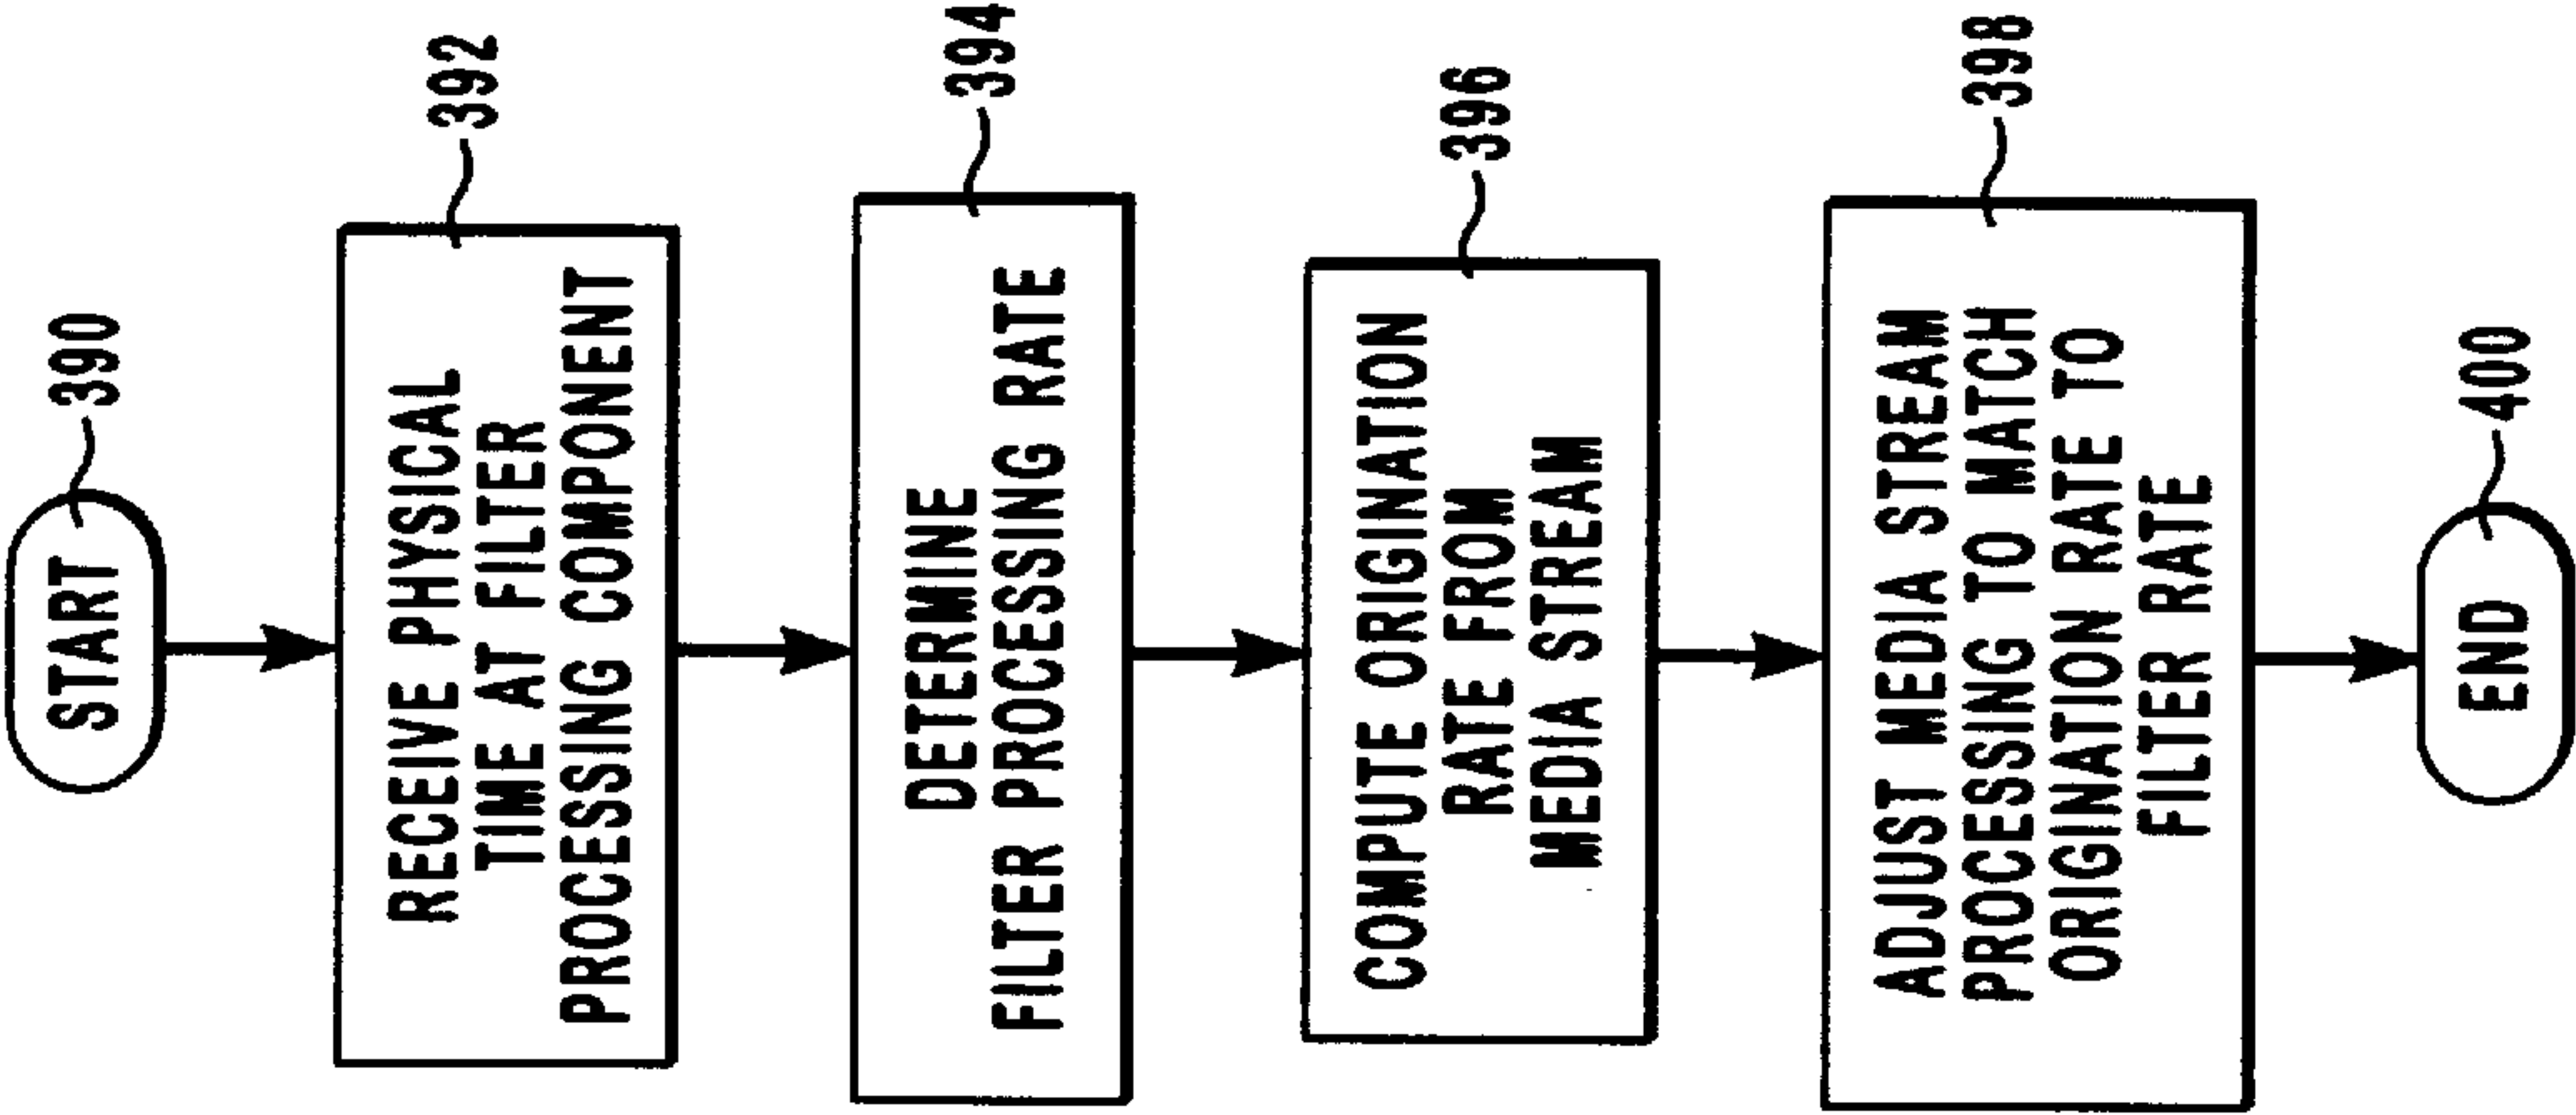 START
390
RECEIVE PHYSICAL
TIME AT FILTER
PROCESSING COMPONENT
392
DETERMINE
FILTER PROCESSING RATE
394
COMPUTE ORIGINATION
RATE FROM
MEDIA STREAM
396
ADJUST MEDIA STREAM
PROCESSING TO MATCH
ORIGINATION RATE TO
FILTER RATE
398
END
400